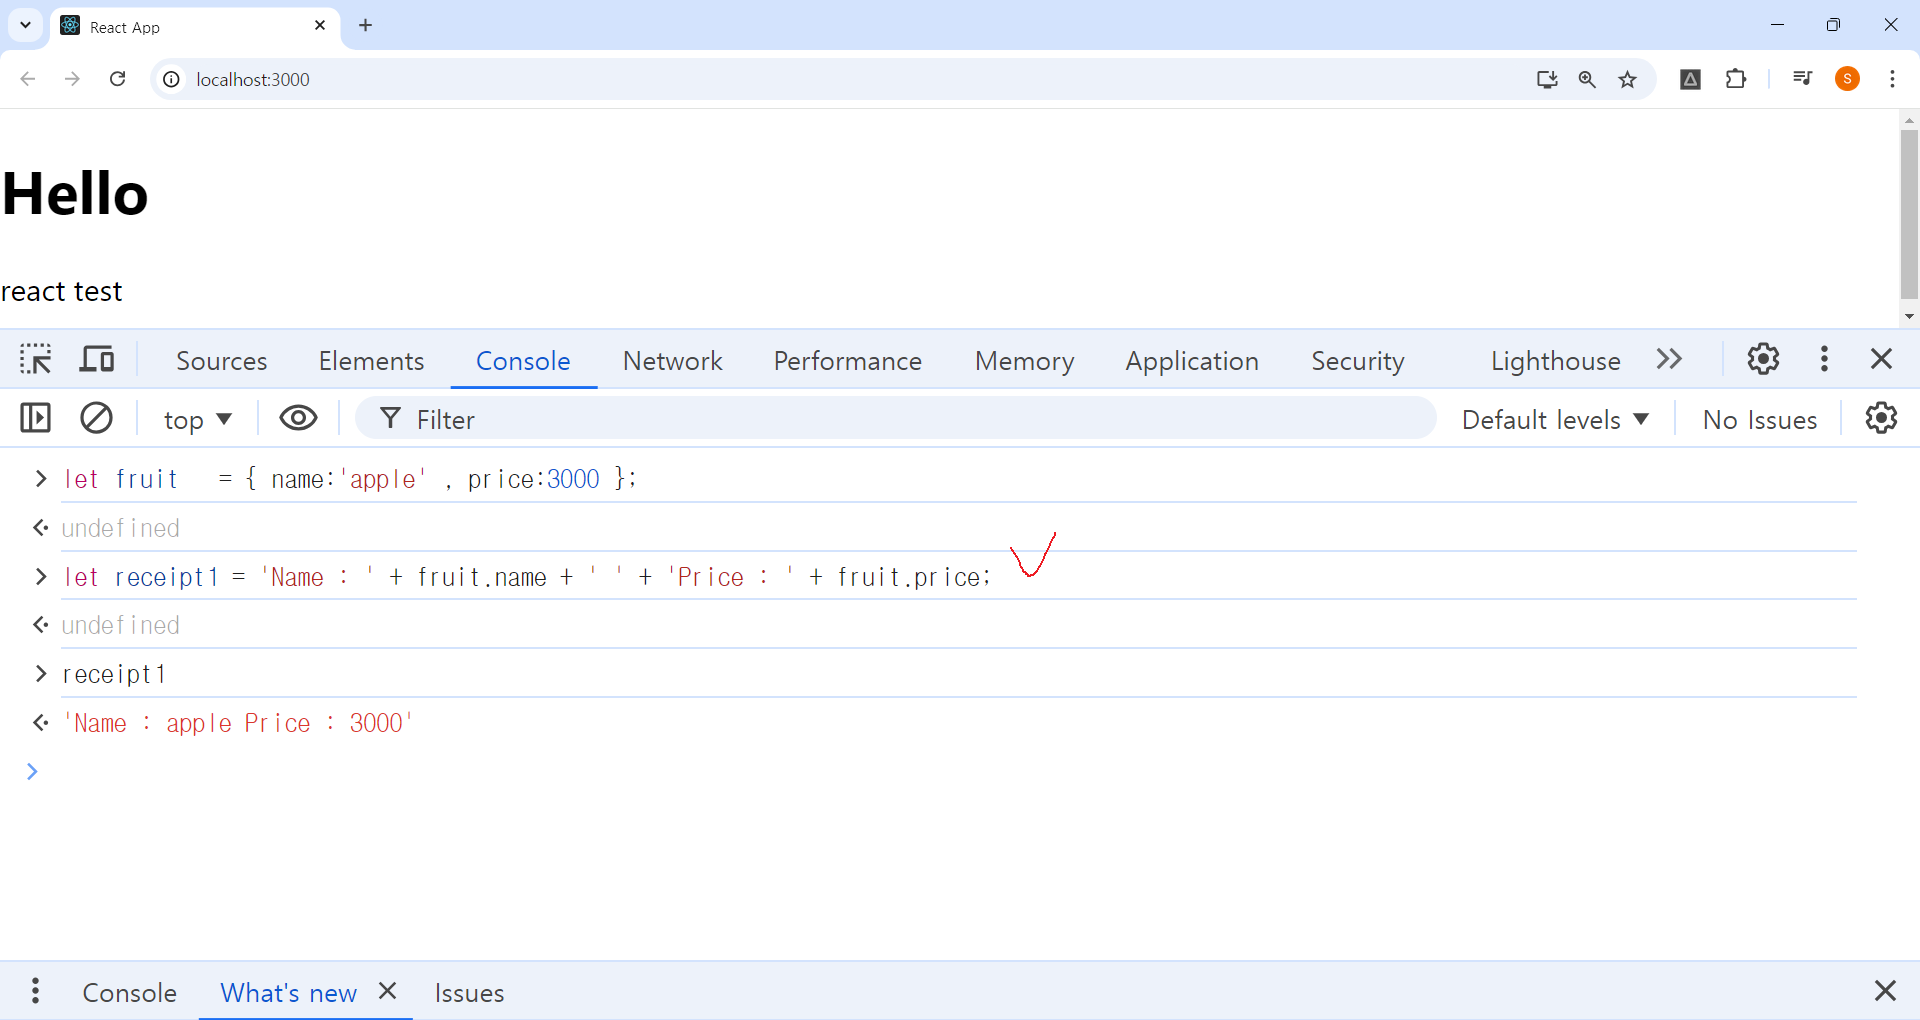 React App
localhost:3000
S
Hello
react test
Sources Elements Console Network Performance Memory Application Security Lighthouse
top Filter Default levels No Issues
let fruit   = { name:'apple' , price:3000 };
undefined
let receipt1 = 'Name : ' + fruit.name + ' ' + 'Price : ' + fruit.price;
undefined
receipt1
'Name : apple Price : 3000'
Console What's new Issues